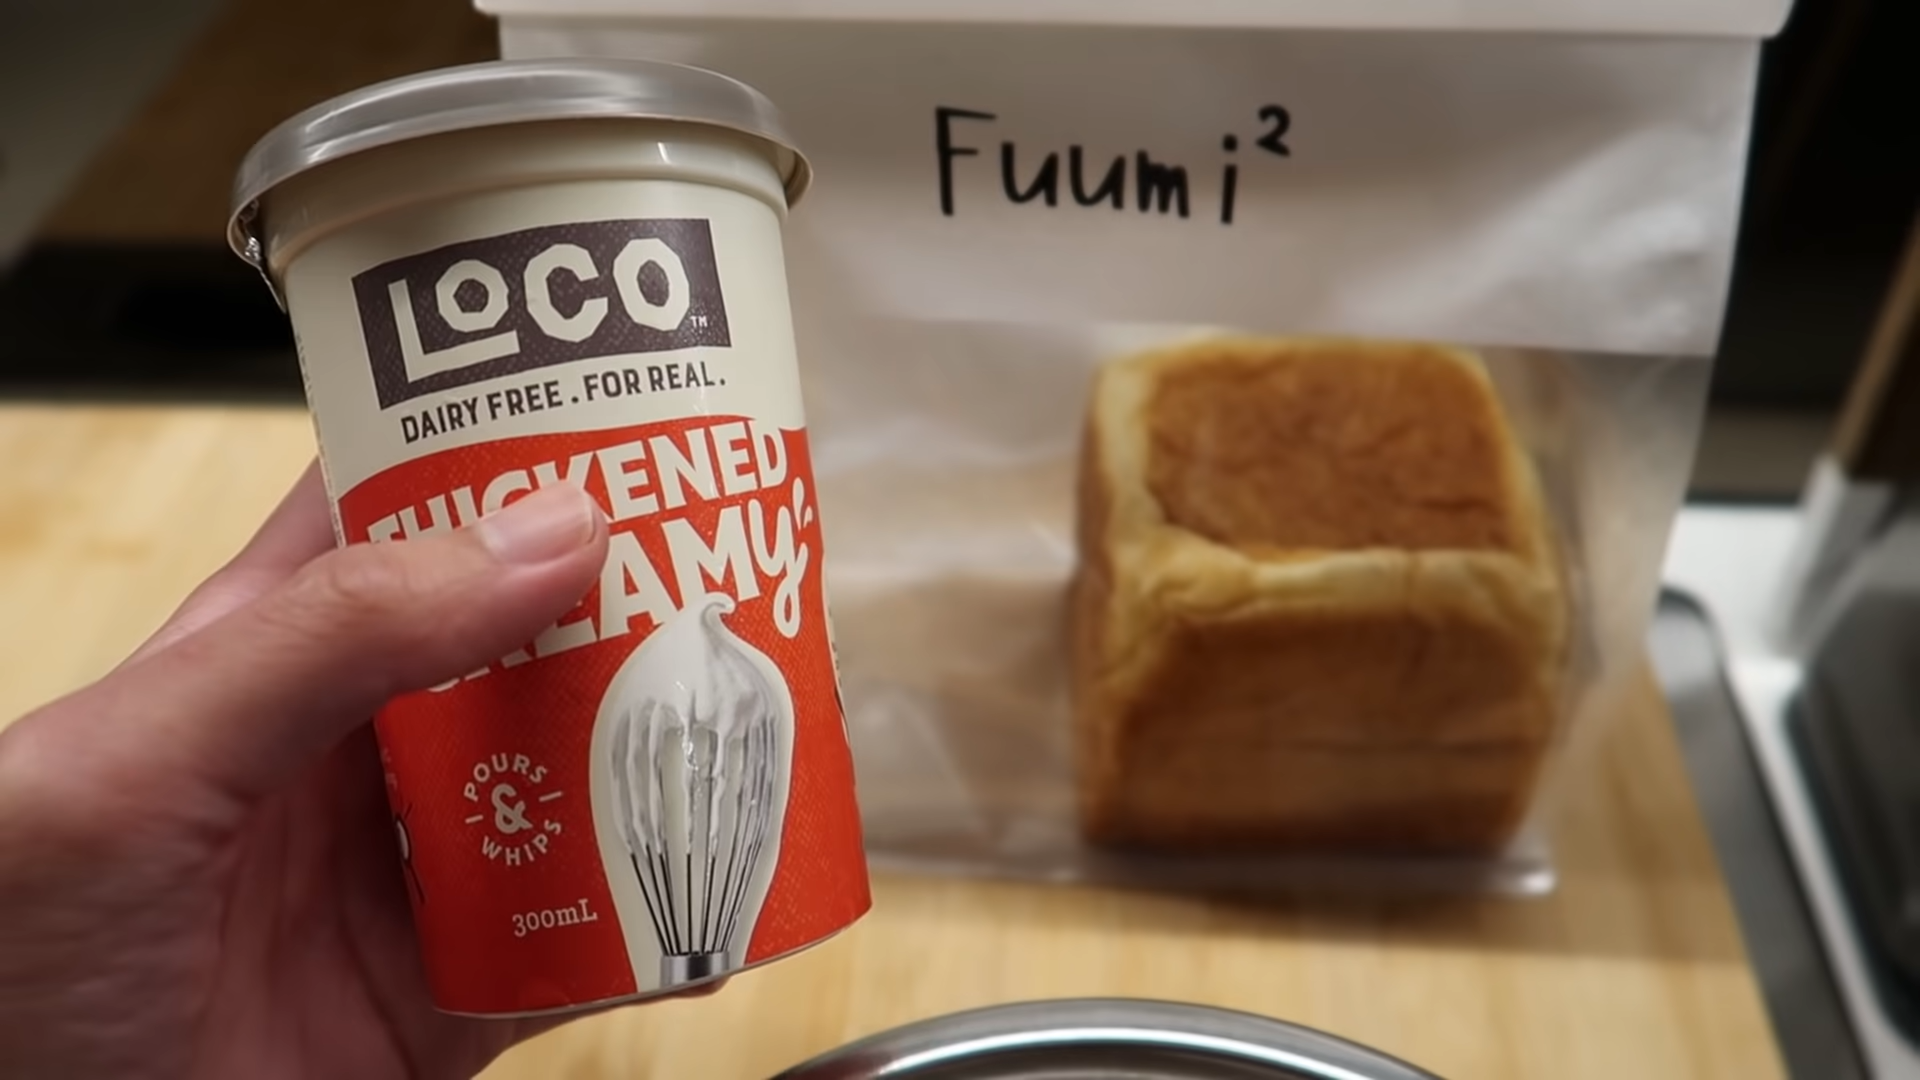 LOCO
TM
DAIRY FREE. FOR REAL.
THICKENED
CREAMY
POURS
&
WHIPS
300mL
Fuumi²